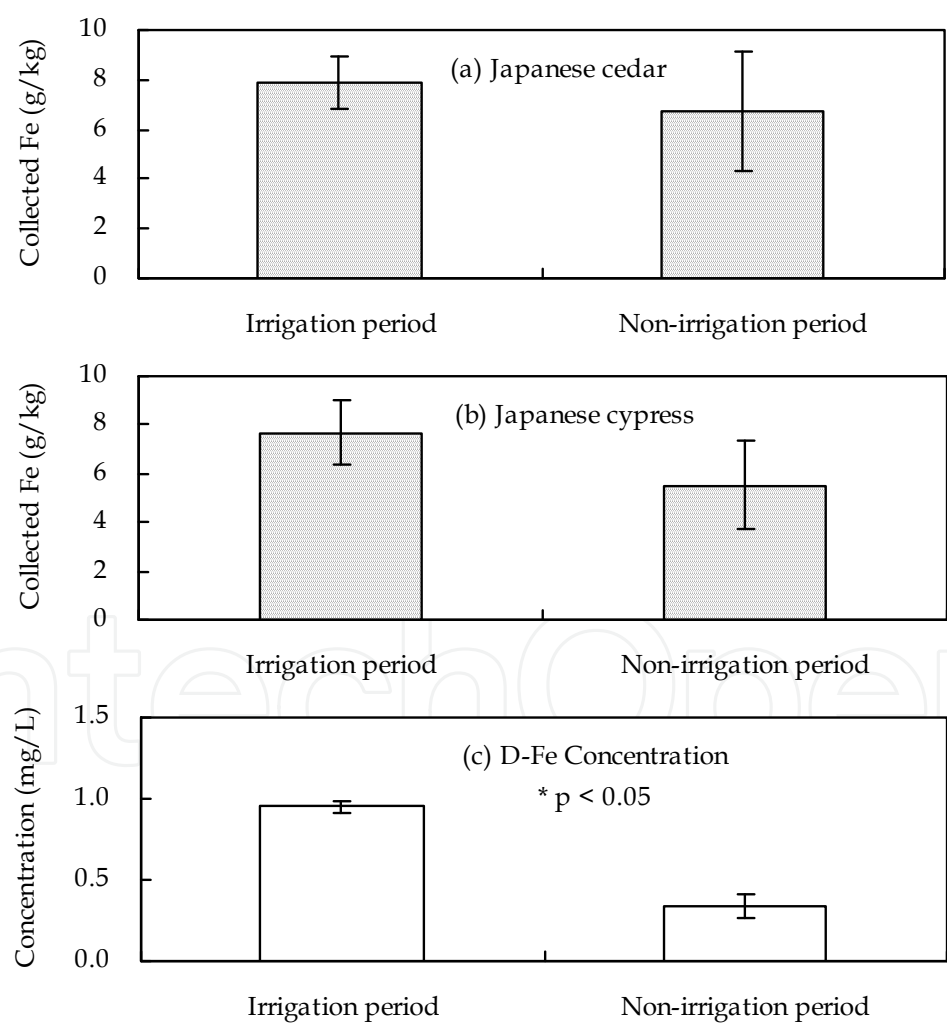 Collected Fe (g/kg)
10
8
6
4
2
0
(a) Japanese cedar
Irrigation period
Non-irrigation period
Collected Fe (g/kg)
10
8
6
4
2
0
(b) Japanese cypress
Irrigation period
Non-irrigation period
Concentration (mg/L)
1.5
1.0
0.5
0.0
(c) D-Fe Concentration
* p < 0.05
Irrigation period
Non-irrigation period
ntechOpen